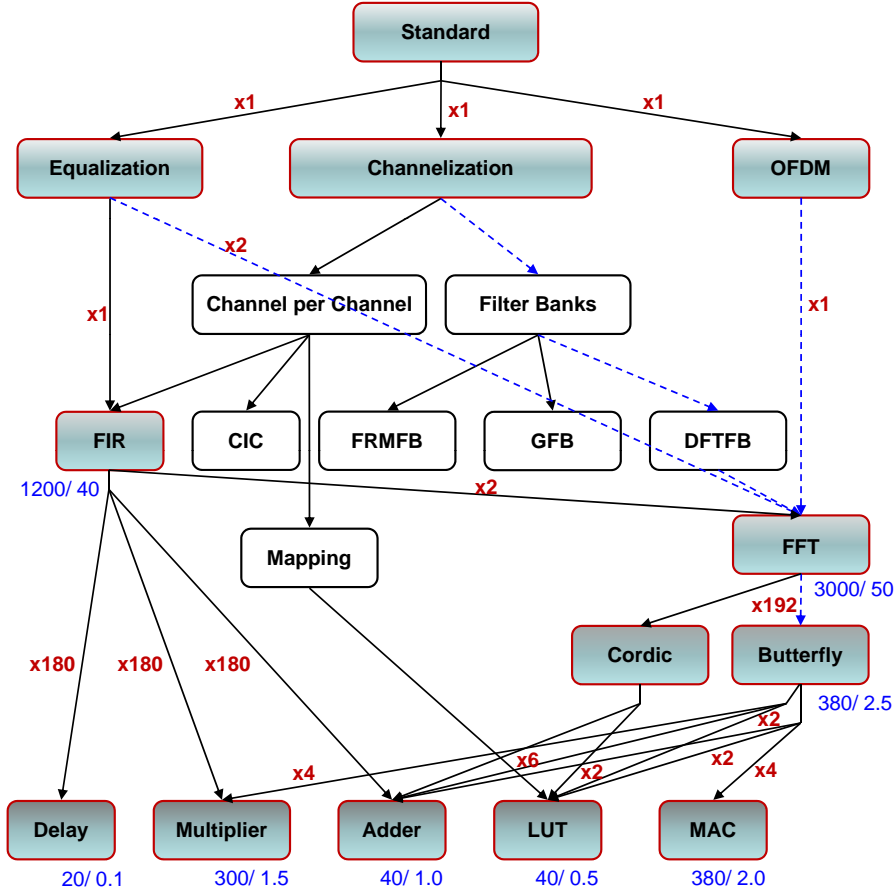 Standard
x1 x1 x1
Equalization Channelization OFDM
x2
Channel per Channel Filter Banks
x1 x1
FIR CIC FRMFB GFB DFTFB
1200/ 40 x2
Mapping FFT
3000/ 50
x192
Cordic Butterfly
x180 x180 x180 380/ 2.5
x2
x6 x2
x4 x2 x4
Delay Multiplier Adder LUT MAC
20/ 0.1 300/ 1.5 40/ 1.0 40/ 0.5 380/ 2.0